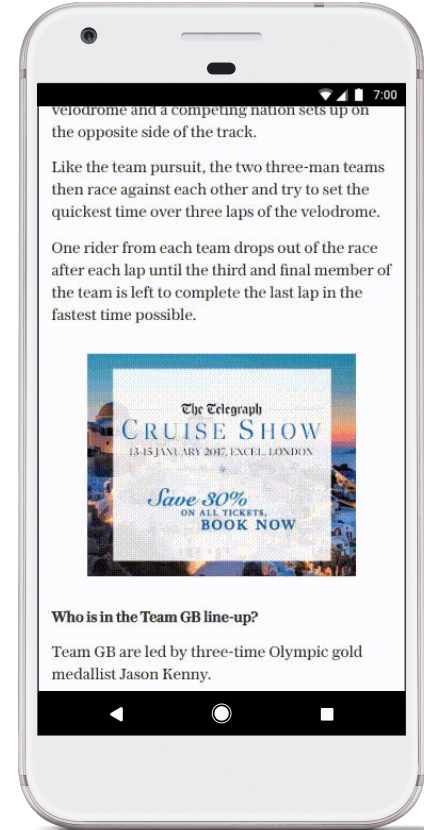 7:00
velodrome and a competing nation sets up on
the opposite side of the track.
Like the team pursuit, the two three-man teams
then race against each other and try to set the
quickest time over three laps of the velodrome.
One rider from each team drops out of the race
after each lap until the third and final member of
the team is left to complete the last lap in the
fastest time possible.
The Telegraph
CRUISE SHOW
13-15 JANUARY 2017, EXCEL, LONDON
Save 30%
ON ALL TICKETS,
BOOK NOW
Who is in the Team GB line-up?
Team GB are led by three-time Olympic gold
medallist Jason Kenny.